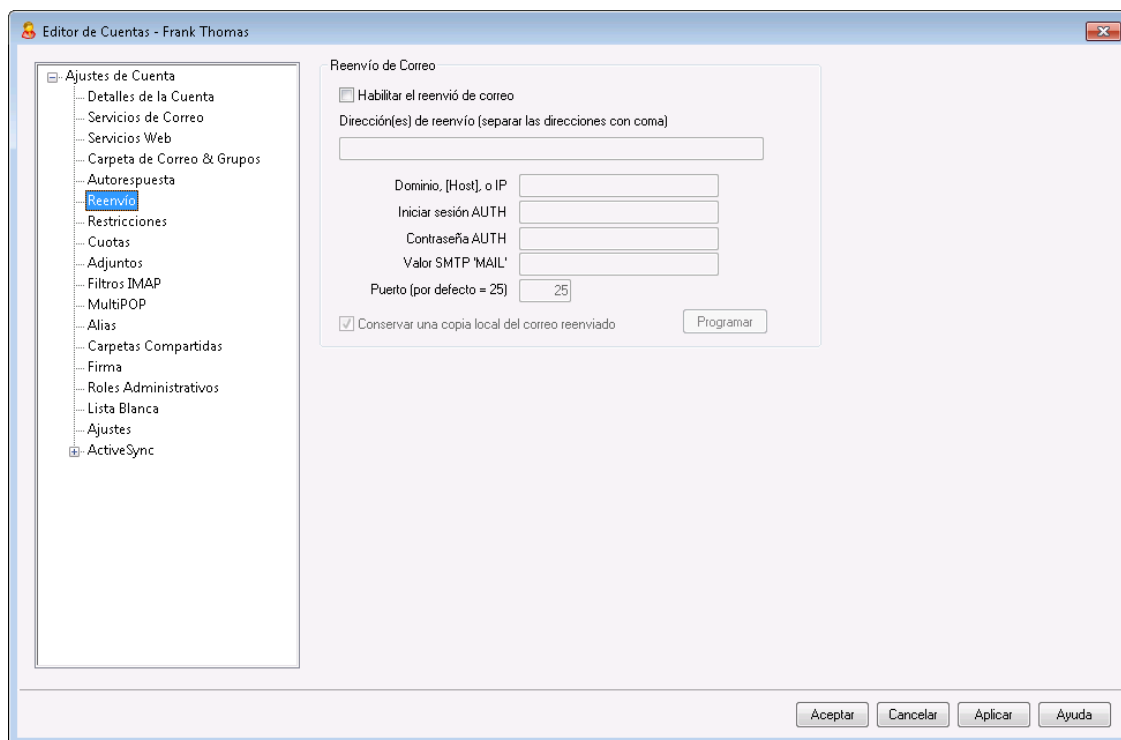 Editor de Cuentas - Frank Thomas
Ajustes de Cuenta
Detalles de la Cuenta
Servicios de Correo
Servicios Web
Carpeta de Correo & Grupos
Autorespuesta
Reenvío
Restricciones
Cuotas
Adjuntos
Filtros IMAP
MultiPOP
Alias
Carpetas Compartidas
Firma
Roles Administrativos
Lista Blanca
Ajustes
ActiveSync
Reenvío de Correo
Habilitar el reenvió de correo
Dirección(es) de reenvío (separar las direcciones con coma)
Dominio, [Host], o IP
Iniciar sesión AUTH
Contraseña AUTH
Valor SMTP 'MAIL'
Puerto (por defecto = 25) 25
Conservar una copia local del correo reenviado Programar
Aceptar Cancelar Aplicar Ayuda